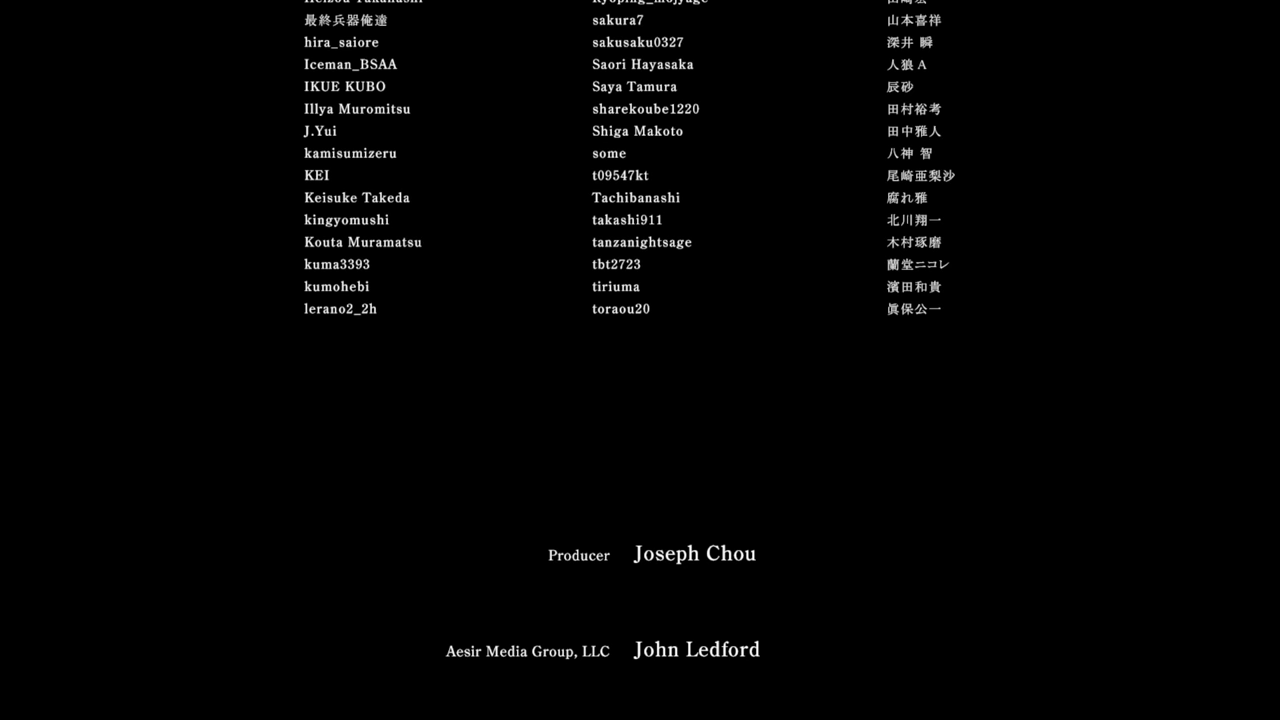 最終兵器俺達
hira_saiore
Iceman_BSAA
IKUE KUBO
Illya Muromitsu
J.Yui
kamisumizeru
KEI
Keisuke Takeda
kingyomushi
Kouta Muramatsu
kuma3393
kumohebi
lerano2_2h
sakura7
sakusaku0327
Saori Hayasaka
Saya Tamura
sharekoube1220
Shiga Makoto
some
t09547kt
Tachibanashi
takashi911
tanzanightsage
tbt2723
tiriuma
toraou20
山本喜祥
深井 瞬
人狼 A
辰砂
田村裕考
田中雅人
八神 智
尾崎亜梨沙
腐れ雅
北川翔一
木村琢磨
蘭堂ニコレ
濱田和貴
眞保公一
Producer Joseph Chou
Aesir Media Group, LLC John Ledford